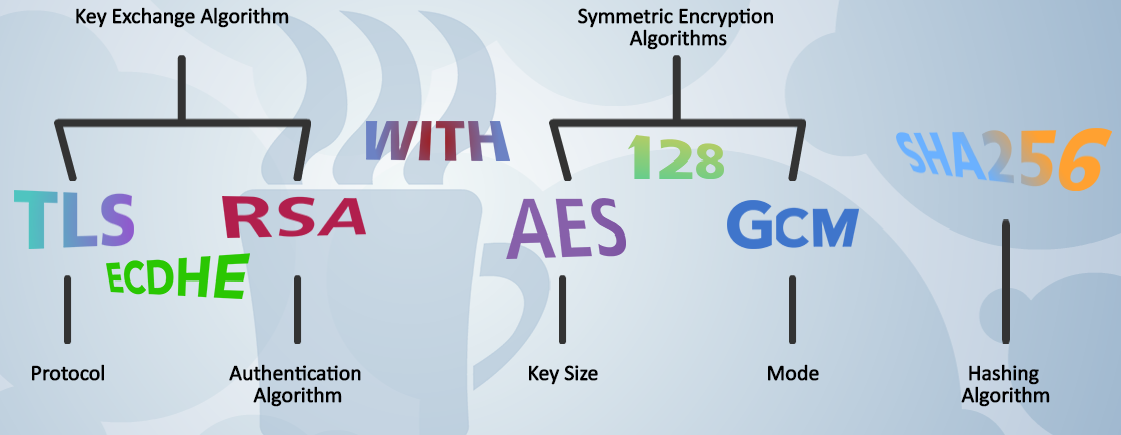 Key Exchange Algorithm
Symmetric Encryption
Algorithms
WITH
128
SHA256
TLS
RSA
AES
GCM
ECDHE
Protocol
Authentication
Algorithm
Key Size
Mode
Hashing
Algorithm